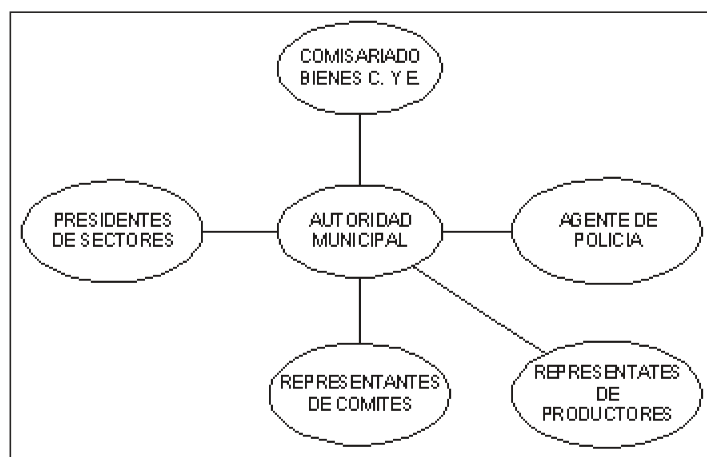 COMISARIADO
BIENES C. Y E.
PRESIDENTES
DE SECTORES
AUTORIDAD
MUNICIPAL
AGENTE DE
POLICIA
REPRESENTANTES
DE COMITES
REPRESENTATES
DE
PRODUCTORES